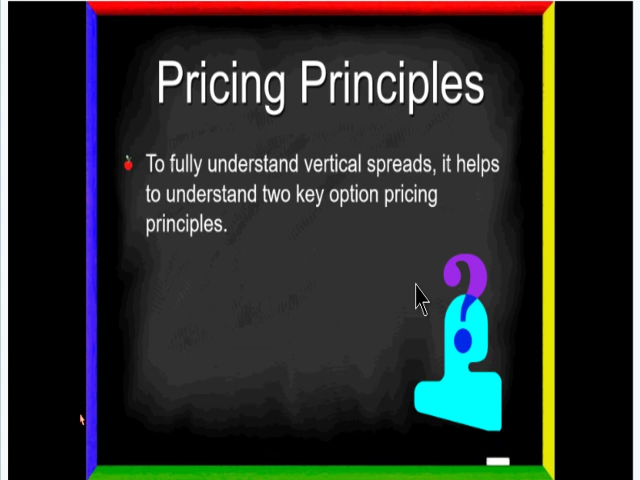 Pricing Principles
To fully understand vertical spreads, it helps
to understand two key option pricing
principles.
?